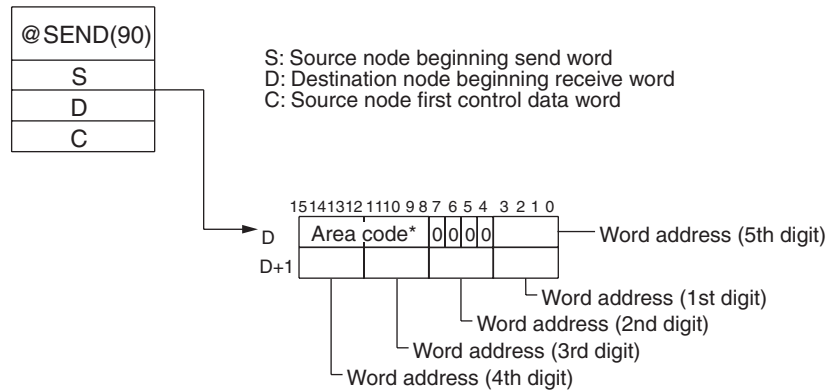 @SEND(90)
S
D
C
S: Source node beginning send word
D: Destination node beginning receive word
C: Source node first control data word
15 14 13 12 11 10 9 8 7 6 5 4 3 2 1 0
D Area code* 0 0 0 0 Word address (5th digit)
D+1
Word address (1st digit)
Word address (2nd digit)
Word address (3rd digit)
Word address (4th digit)